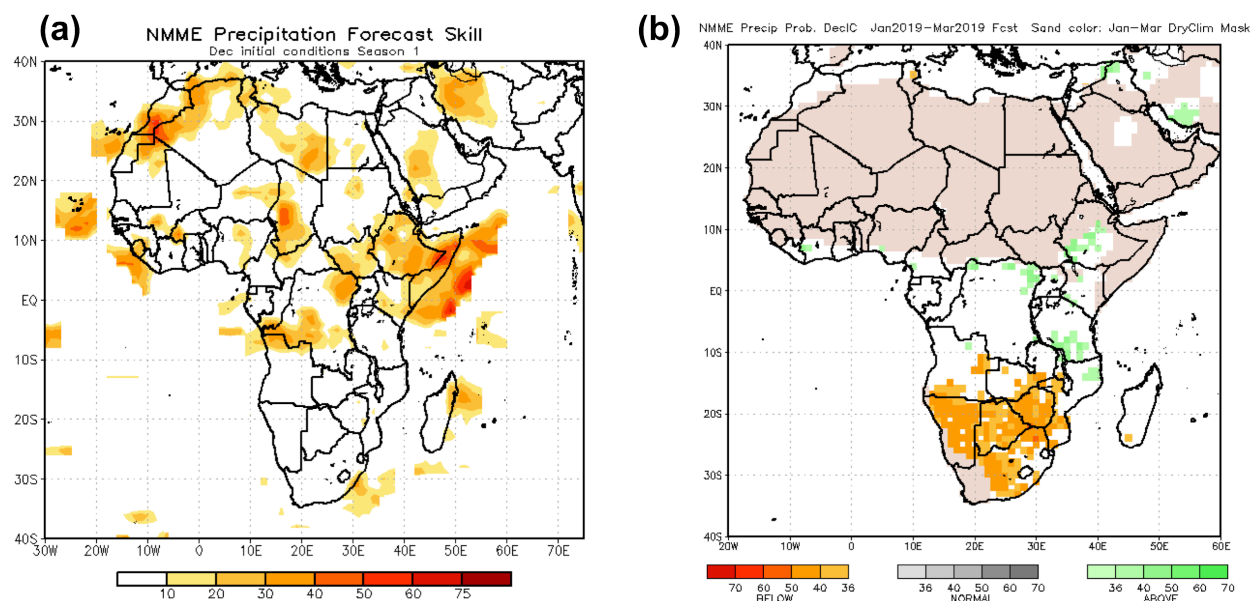 (a)
NMME Precipitation Forecast Skill
Dec initial conditions Season 1
40N
30N
20N
10N
EQ
10S
20S
30S
40S
30W 20W 10W 0 10E 20E 30E 40E 50E 60E 70E
10 20 30 40 50 60 75
(b)
NMME Precip Prob. DecIC Jan2019-Mar2019 Fcst Sand color: Jan-Mar DryClim Mask
40N
30N
20N
10N
EQ
10S
20S
30S
40S
20W 10W 0 10E 20E 30E 40E 50E 60E
70 60 50 40 36
BELOW
36 40 60 70
NORMAL
36 40 60 70
ABOVE